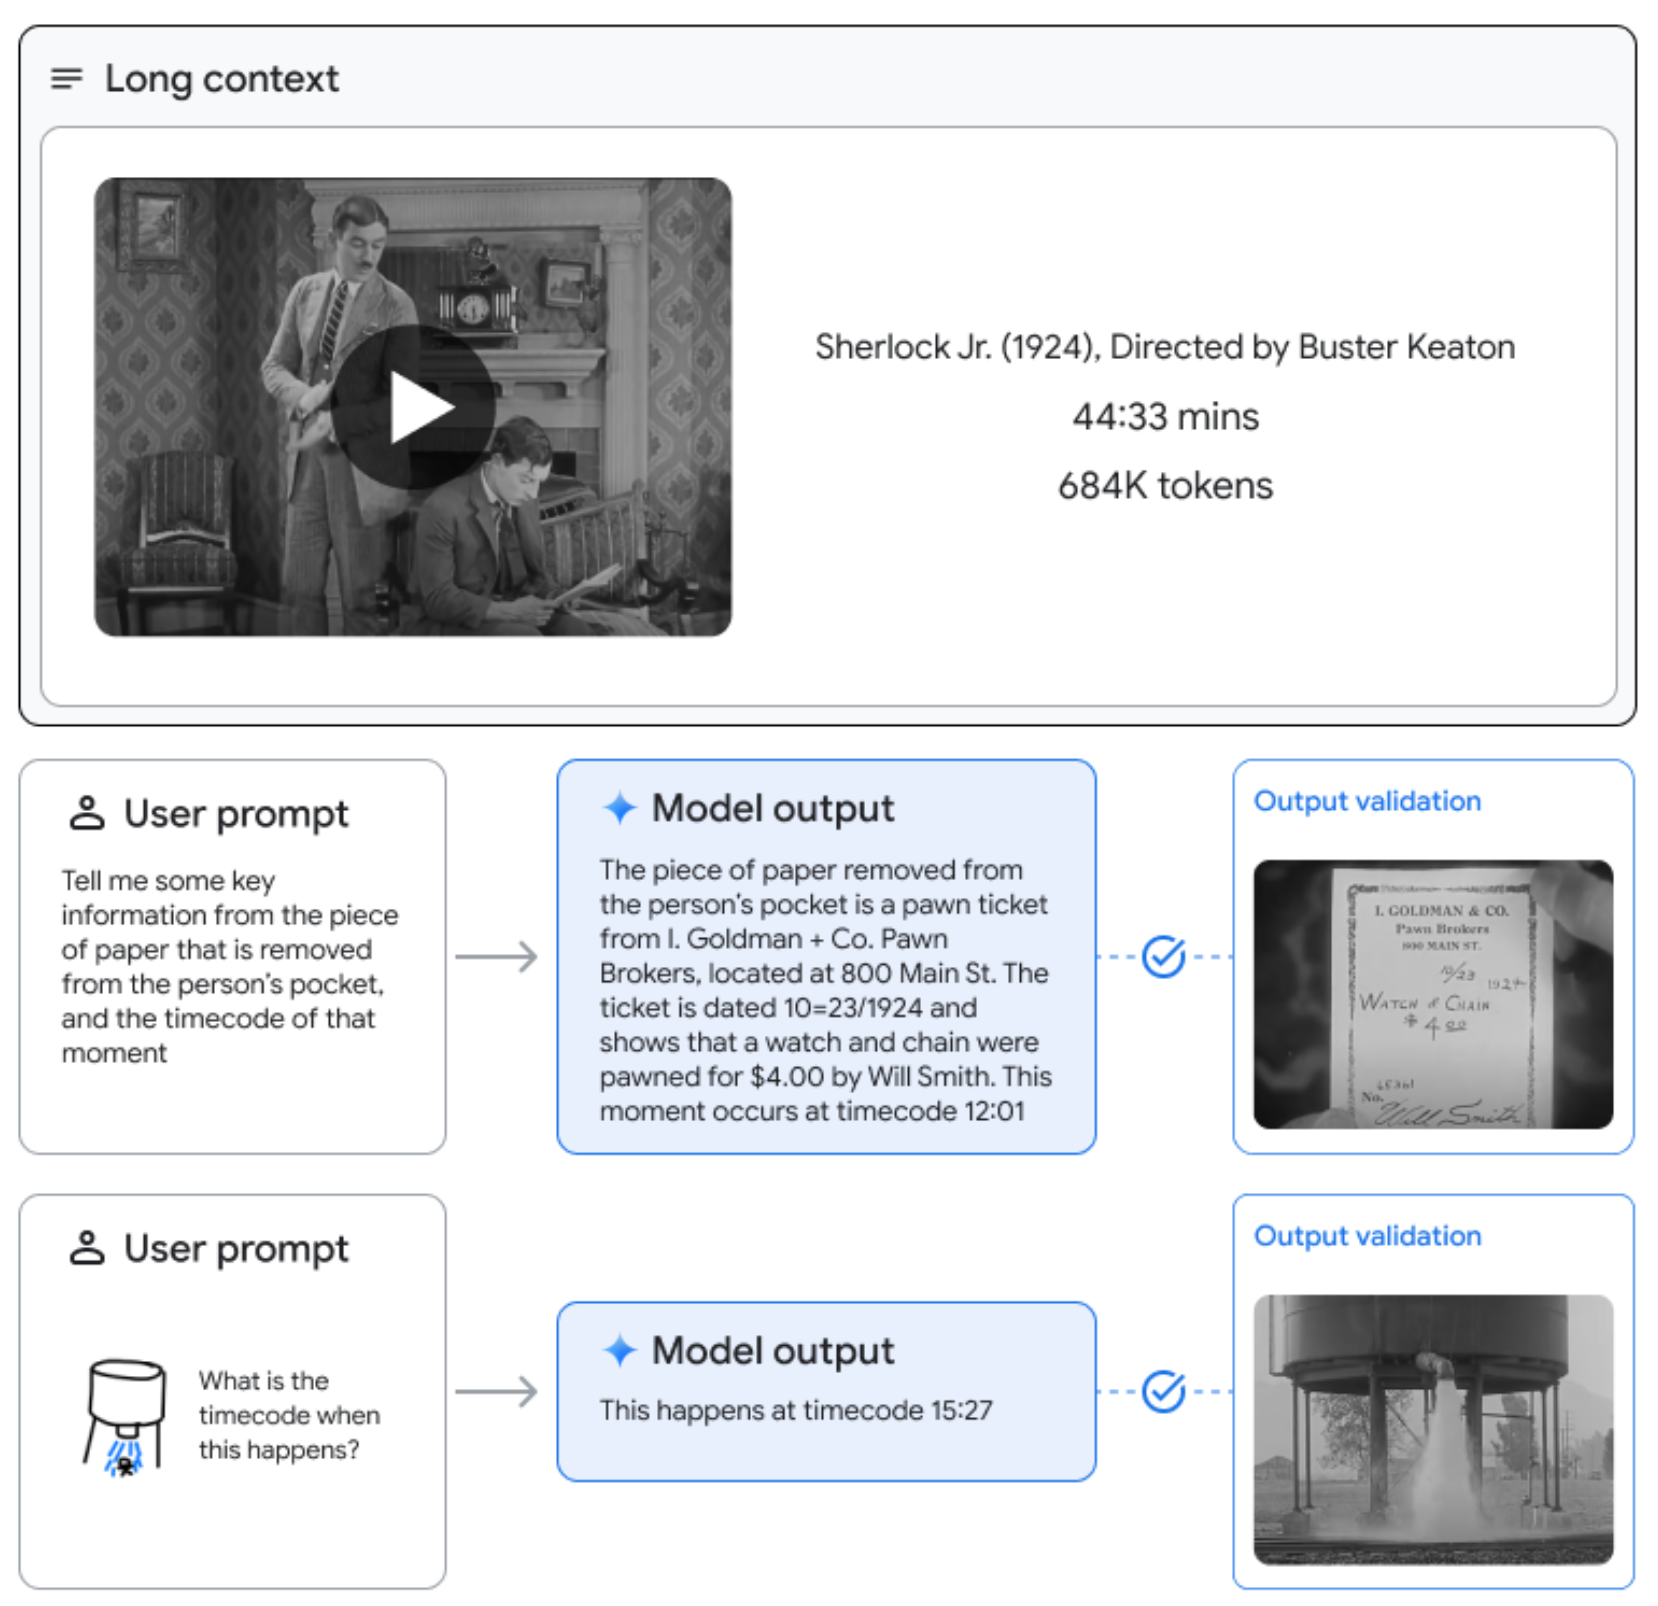 Long context
Sherlock Jr. (1924), Directed by Buster Keaton
44:33 mins
684K tokens
User prompt
Tell me some key
information from the piece
of paper that is removed
from the person's pocket,
and the timecode of that
moment
Model output
The piece of paper removed from
the person's pocket is a pawn ticket
from I. Goldman + Co. Pawn
Brokers, located at 800 Main St. The
ticket is dated 10=23/1924 and
shows that a watch and chain were
pawned for $4.00 by Will Smith. This
moment occurs at timecode 12:01
Output validation
I. GOLDMAN & CO.
Pawn Brokers
MAIN ST.
10/23 1924
WATCH & CHAIN
$ 4.00
No.
Will Smith
User prompt
What is the
timecode when
this happens?
Model output
This happens at timecode 15:27
Output validation